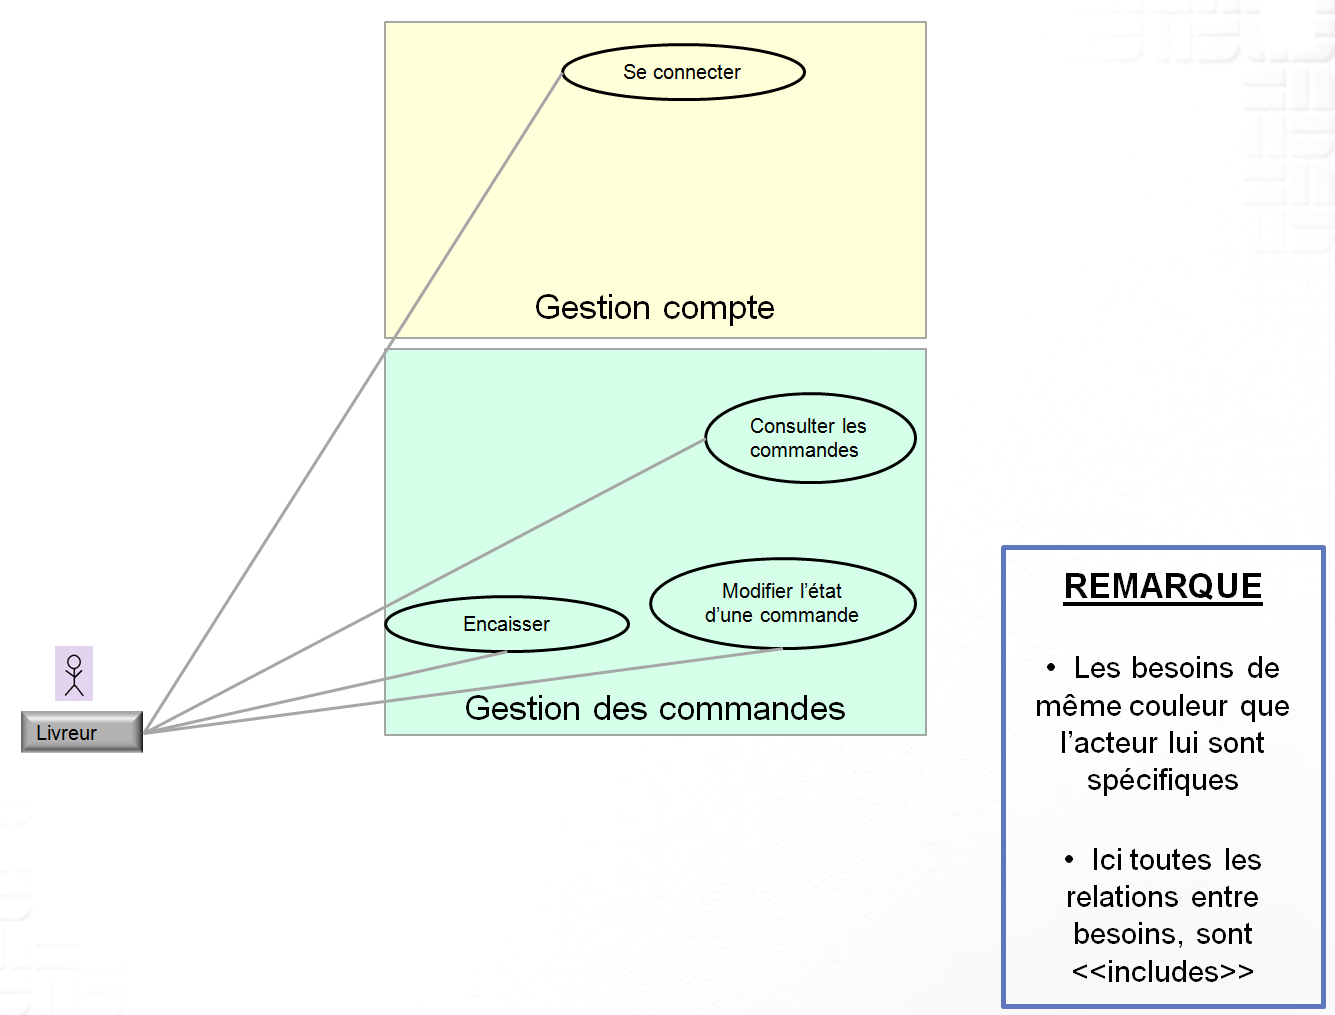 Se connecter
Gestion compte
Consulter les
commandes
Modifier l'état
d'une commande
Encaisser
Gestion des commandes
Livreur
REMARQUE
• Les besoins de
même couleur que
l'acteur lui sont
spécifiques
• Ici toutes les
relations entre
besoins, sont
<<includes>>